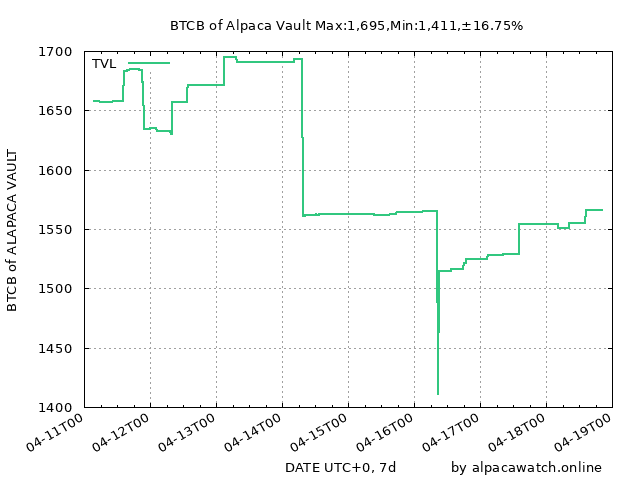 BTCB of Alpaca Vault Max:1,695,Min:1,411,±16.75%
TVL
1700
1650
1600
1550
1500
1450
1400
BTCB of ALAPACA VAULT
04-11T00
04-12T00
04-13T00
04-14T00
04-15T00
04-16T00
04-17T00
04-18T00
04-19T00
DATE UTC+0, 7d
by alpacawatch.online